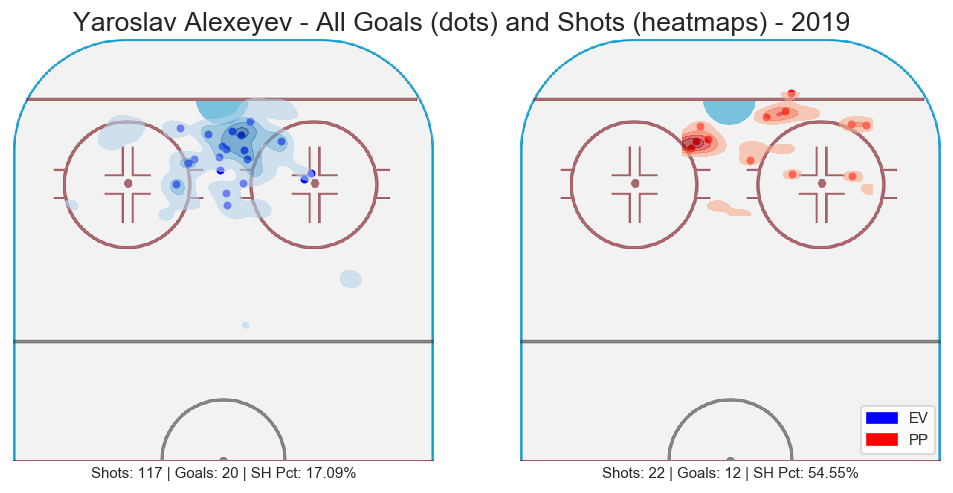 Yaroslav Alexeyev - All Goals (dots) and Shots (heatmaps) - 2019
EV
PP
Shots: 117 | Goals: 20 | SH Pct: 17.09%
Shots: 22 | Goals: 12 | SH Pct: 54.55%